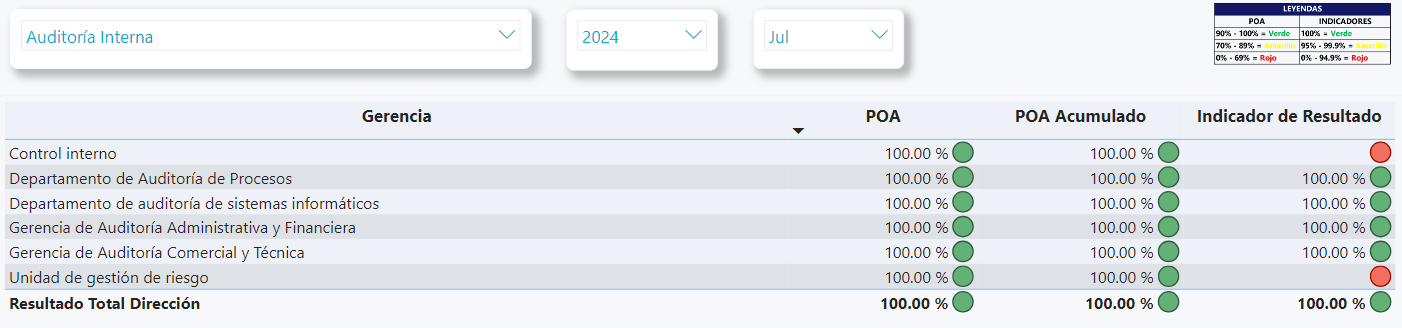 Auditoría Interna
2024
Jul
LEYENDAS
POA INDICADORES
90% - 100% = Verde 100% = Verde
70% - 89% = Amarillo 95% - 99.9% = Amarillo
0% - 69% = Rojo 0% - 94.9% = Rojo
Gerencia POA POA Acumulado Indicador de Resultado
Control interno 100.00 % 100.00 %
Departamento de Auditoría de Procesos 100.00 % 100.00 % 100.00 %
Departamento de auditoría de sistemas informáticos 100.00 % 100.00 % 100.00 %
Gerencia de Auditoría Administrativa y Financiera 100.00 % 100.00 % 100.00 %
Gerencia de Auditoría Comercial y Técnica 100.00 % 100.00 % 100.00 %
Unidad de gestión de riesgo 100.00 % 100.00 %
Resultado Total Dirección 100.00 % 100.00 % 100.00 %